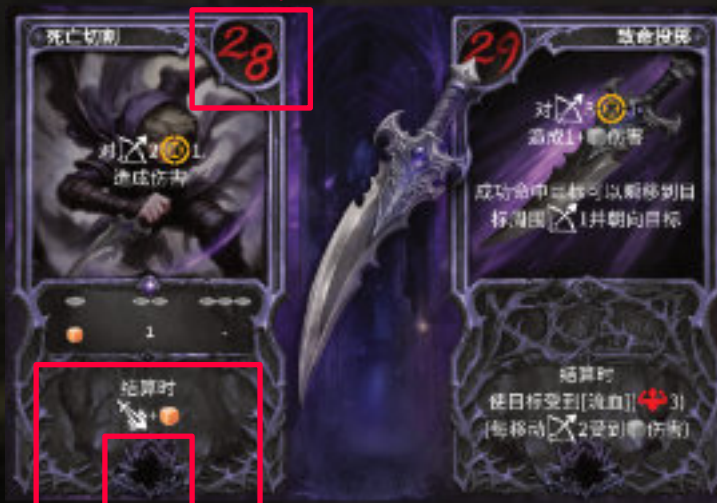 死亡切割
28
对 2 1.
造成伤害
1 -
结算时
+
致命投掷
29
对 3 1.
造成1+ 伤害
成功命中目标可以瞬移到目
标周围 1并朝向目标
结算时
使目标受到[流血]( 3)
(每移动 2受到 伤害)